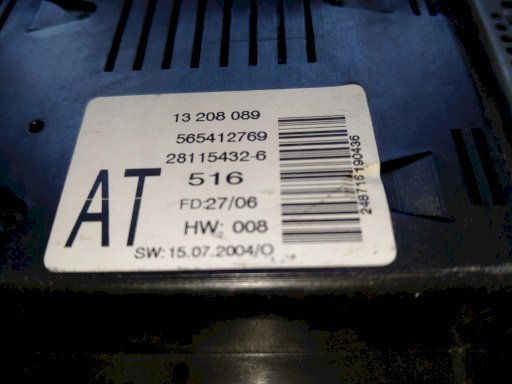 13 208 089
565412769
28115432-6
AT
516
FD:27/06
HW: 008
SW: 15.07.2004/O
248716190436